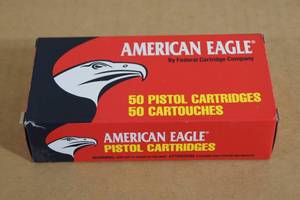 AMERICAN EAGLE®
By Federal Cartridge Company
50 PISTOL CARTRIDGES
50 CARTOUCHES
AMERICAN EAGLE®
PISTOL CARTRIDGES